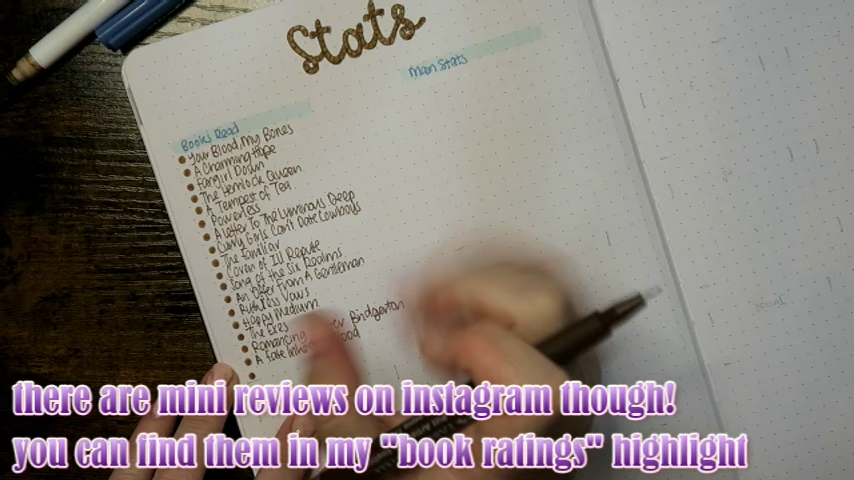 Stats
Main Stats
Books Read
Your Blood, My Bones
A Charming Hope
Fangirl Down
The Hemlock Queen
A Tempest of Tea
Powerless
A Letter To The Luminous Deep
Curly Girls Can't Date Cowboys
The Familiar
Coven of Ill Repute
Song of the Six Realms
An Offer From A Gentleman
Ruthless Vows
Happy Medium
The Exes
Romancing Bridgerton
A Fate
there are mini reviews on instagram though!
you can find them in my "book ratings" highlight